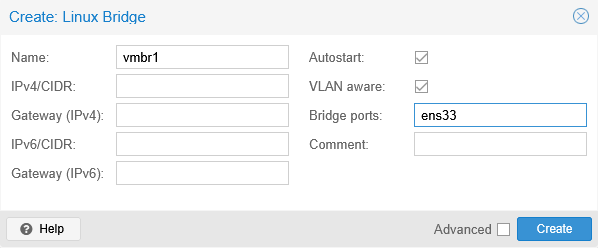 Create: Linux Bridge
Name: vmbr1 Autostart:
IPv4/CIDR: VLAN aware:
Gateway (IPv4): Bridge ports: ens33
IPv6/CIDR: Comment:
Gateway (IPv6):
? Help Advanced Create